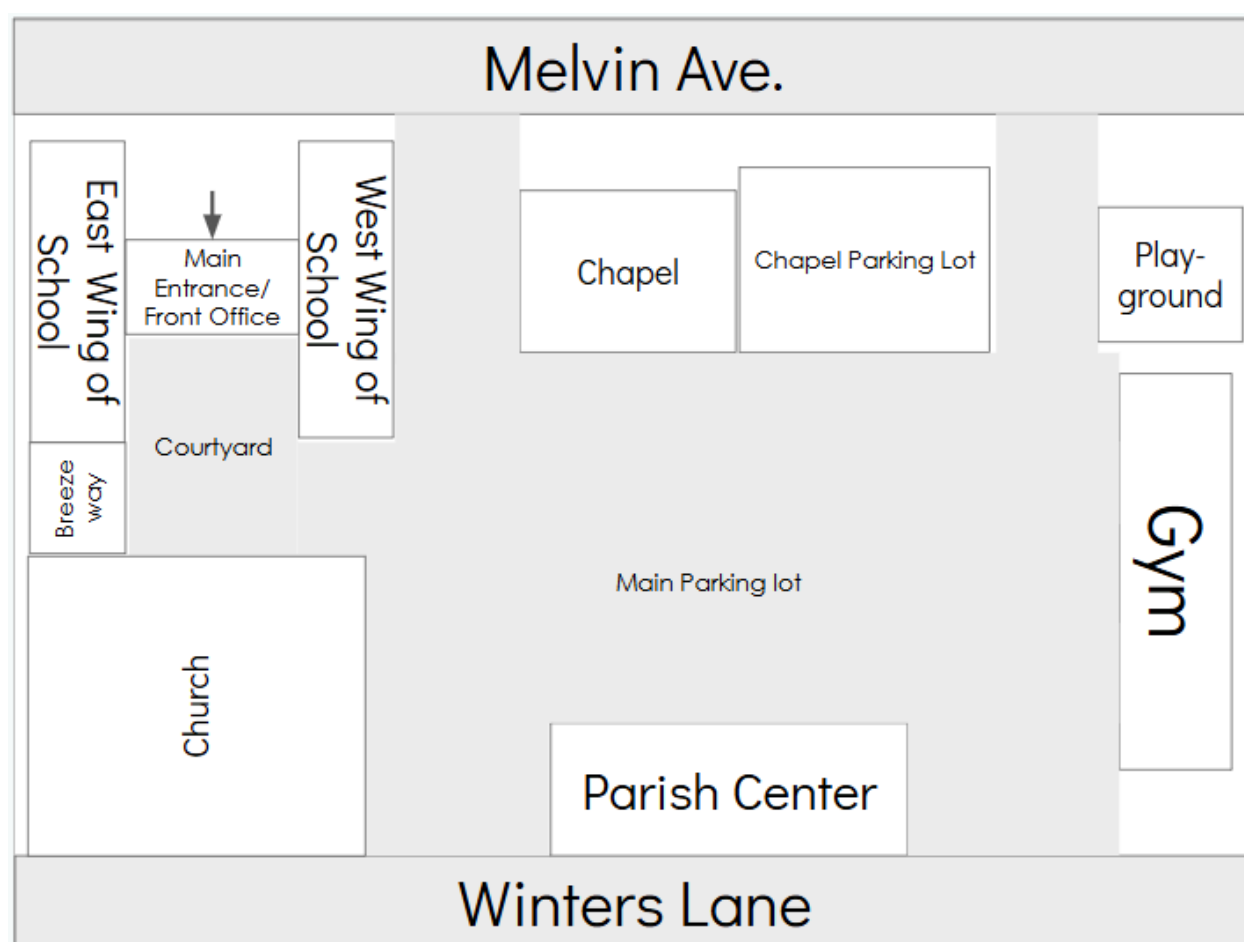 Melvin Ave.
East Wing of
School
Main
Entrance/
Front Office
West Wing of
School
Chapel
Chapel Parking Lot
Play-
ground
Courtyard
Breeze
way
Main Parking lot
Gym
Church
Parish Center
Winters Lane